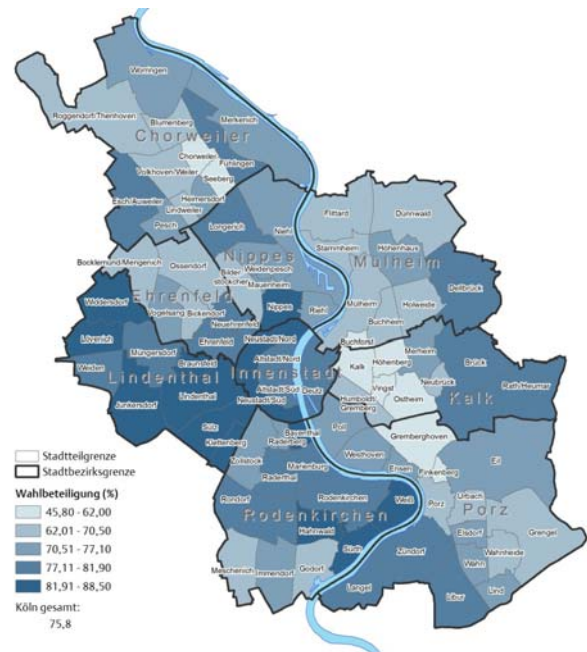 Worringen
Roggendorf/Thenhoven
Blumenberg
Merkenich
Chorweiler
Chorweiler
Fühlingen
Volkhoven/Weiler
Seeberg
Esch/Auweiler
Heimersdorf
Lindweiler
Pesch
Longerich
Niehl
Flittard
Dünnwald
Stammheim
Höhenhaus
Nippes
Mülheim
Bocklemünd/Mengenich
Ossendorf
Bilder-
stöckchen
Weidenpesch
Mauenheim
Dellbrück
Ehrenfeld
Holweide
Widdersdorf
Vogelsang
Bickendorf
Nippes
Riehl
Mülheim
Buchheim
Neuehrenfeld
Lövenich
Ehrenfeld
Neustadt/Nord
Buchforst
Müngersdorf
Merheim
Brück
Weiden
Braunsfeld
Altstadt/Nord
Kalk
Höhenberg
Lindenthal
Innenstadt
Neubrück
Kalk
Rath/Heumar
Lindenthal
Altstadt/Süd
Deutz
Vingst
Junkersdorf
Neustadt/Süd
Humboldt/
Gremberg
Ostheim
Sülz
Klettenberg
Bayenthal
Poll
Gremberghoven
Zollstock
Raderberg
Raderthal
Marienburg
Westhoven
Ensen
Eil
Finkenberg
Rodenkirchen
Weiß
Porz
Urbach
Porz
Rondorf
Rodenkirchen
Elsdorf
Grengel
Hahnwald
Wahnheide
Sürth
Zündorf
Wahn
Meschenich
Immendorf
Godorf
Langel
Libur
Lind
Stadtteilgrenze
Stadtbezirksgrenze
Wahlbeteiligung (%)
45,80 - 62,00
62,01 - 70,50
70,51 - 77,10
77,11 - 81,90
81,91 - 88,50
Köln gesamt:
75,8